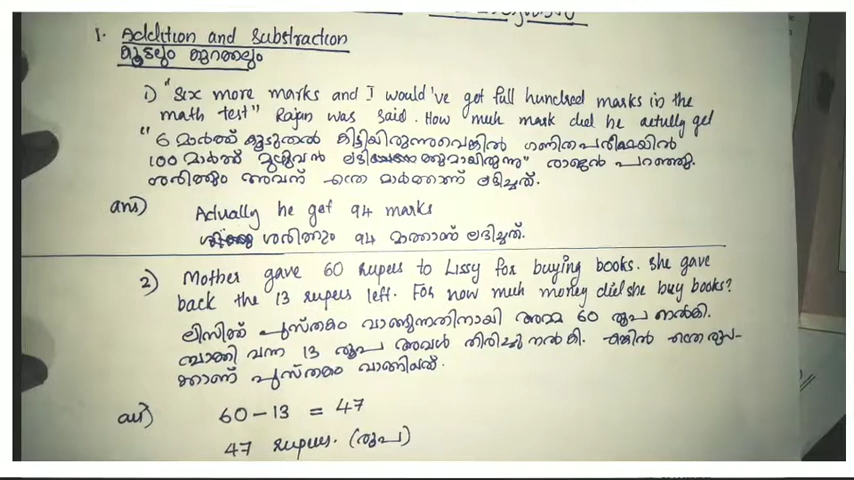 1. Addition and Substraction
കൂടലും കുറക്കലും
1) "Six more marks and I would've got full hundred marks in the
math test" Rajan was said. How much mark did he actully get
"6 മാർക്ക് കൂടുതൽ കിട്ടിയിരുന്നുവെങ്കിൽ ഗണിതപരീക്ഷയിൽ
100 മാർക്ക് മുഴുവൻ ആയിരുന്നു" രാജൻ പറഞ്ഞു.
ശരിക്കും അവന് എത്ര മാർക്കാണ് ലഭിച്ചത്.
ans) Actually he get 94 marks
ശരിക്കും 94 മാത്താണ് ലഭിച്ചത്.
2) Mother gave 60 rupees to Lissy for buying books. She gave
back the 13 rupees left. For how much money did she buy books?
ലിസിക്ക് പുസ്തകം വാങ്ങുന്നതിനായി അമ്മ 60 രൂപ നൽകി.
ബാക്കി വന്ന 13 രൂപ അവൾ തിരിച്ചു നൽകി. എങ്കിൽ എത്ര രൂപ-
ക്കാണ് പുസ്തകം വാങ്ങിയത്.
ans) 60 - 13 = 47
47 rupees. (രൂപ)